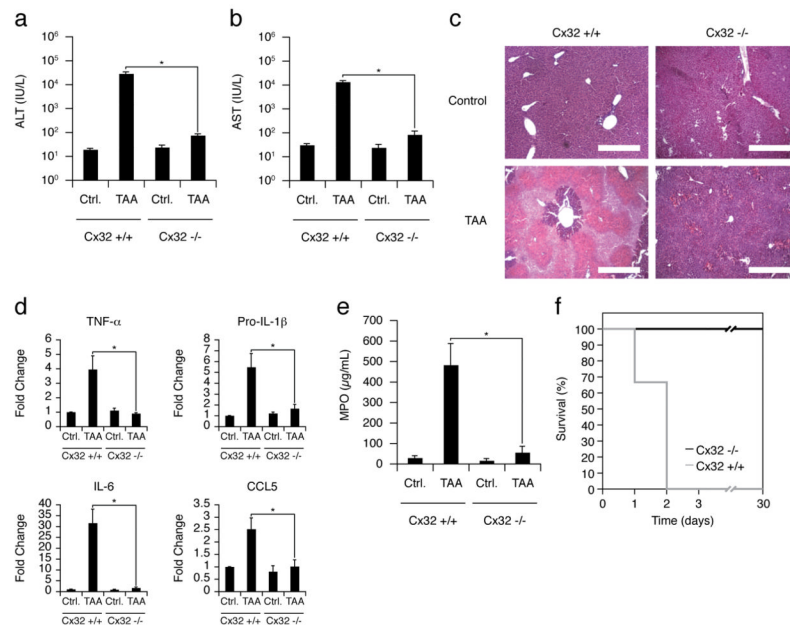 a
ALT (IU/L)
10⁶
10⁵
10⁴
10³
10²
10¹
10⁰
*
Ctrl. TAA Ctrl. TAA
Cx32 +/+ Cx32 -/-
b
AST (IU/L)
10⁶
10⁵
10⁴
10³
10²
10¹
10⁰
*
Ctrl. TAA Ctrl. TAA
Cx32 +/+ Cx32 -/-
c
Cx32 +/+ Cx32 -/-
Control
TAA
d
TNF-α
Fold Change
6
5
4
3
2
1
0
*
Ctrl. TAA Ctrl. TAA
Cx32 +/+ Cx32 -/-
Pro-IL-1β
Fold Change
8
7
6
5
4
3
2
1
0
*
Ctrl. TAA Ctrl. TAA
Cx32 +/+ Cx32 -/-
IL-6
Fold Change
40
35
30
25
20
15
10
5
0
*
Ctrl. TAA Ctrl. TAA
Cx32 +/+ Cx32 -/-
CCL5
Fold Change
3
2.5
2
1.5
1
0.5
0
*
Ctrl. TAA Ctrl. TAA
Cx32 +/+ Cx32 -/-
e
MPO (µg/mL)
700
600
500
400
300
200
100
0
*
Ctrl. TAA Ctrl. TAA
Cx32 +/+ Cx32 -/-
f
Survival (%)
100
80
60
40
20
0
Cx32 -/-
Cx32 +/+
0 1 2 3 30
Time (days)